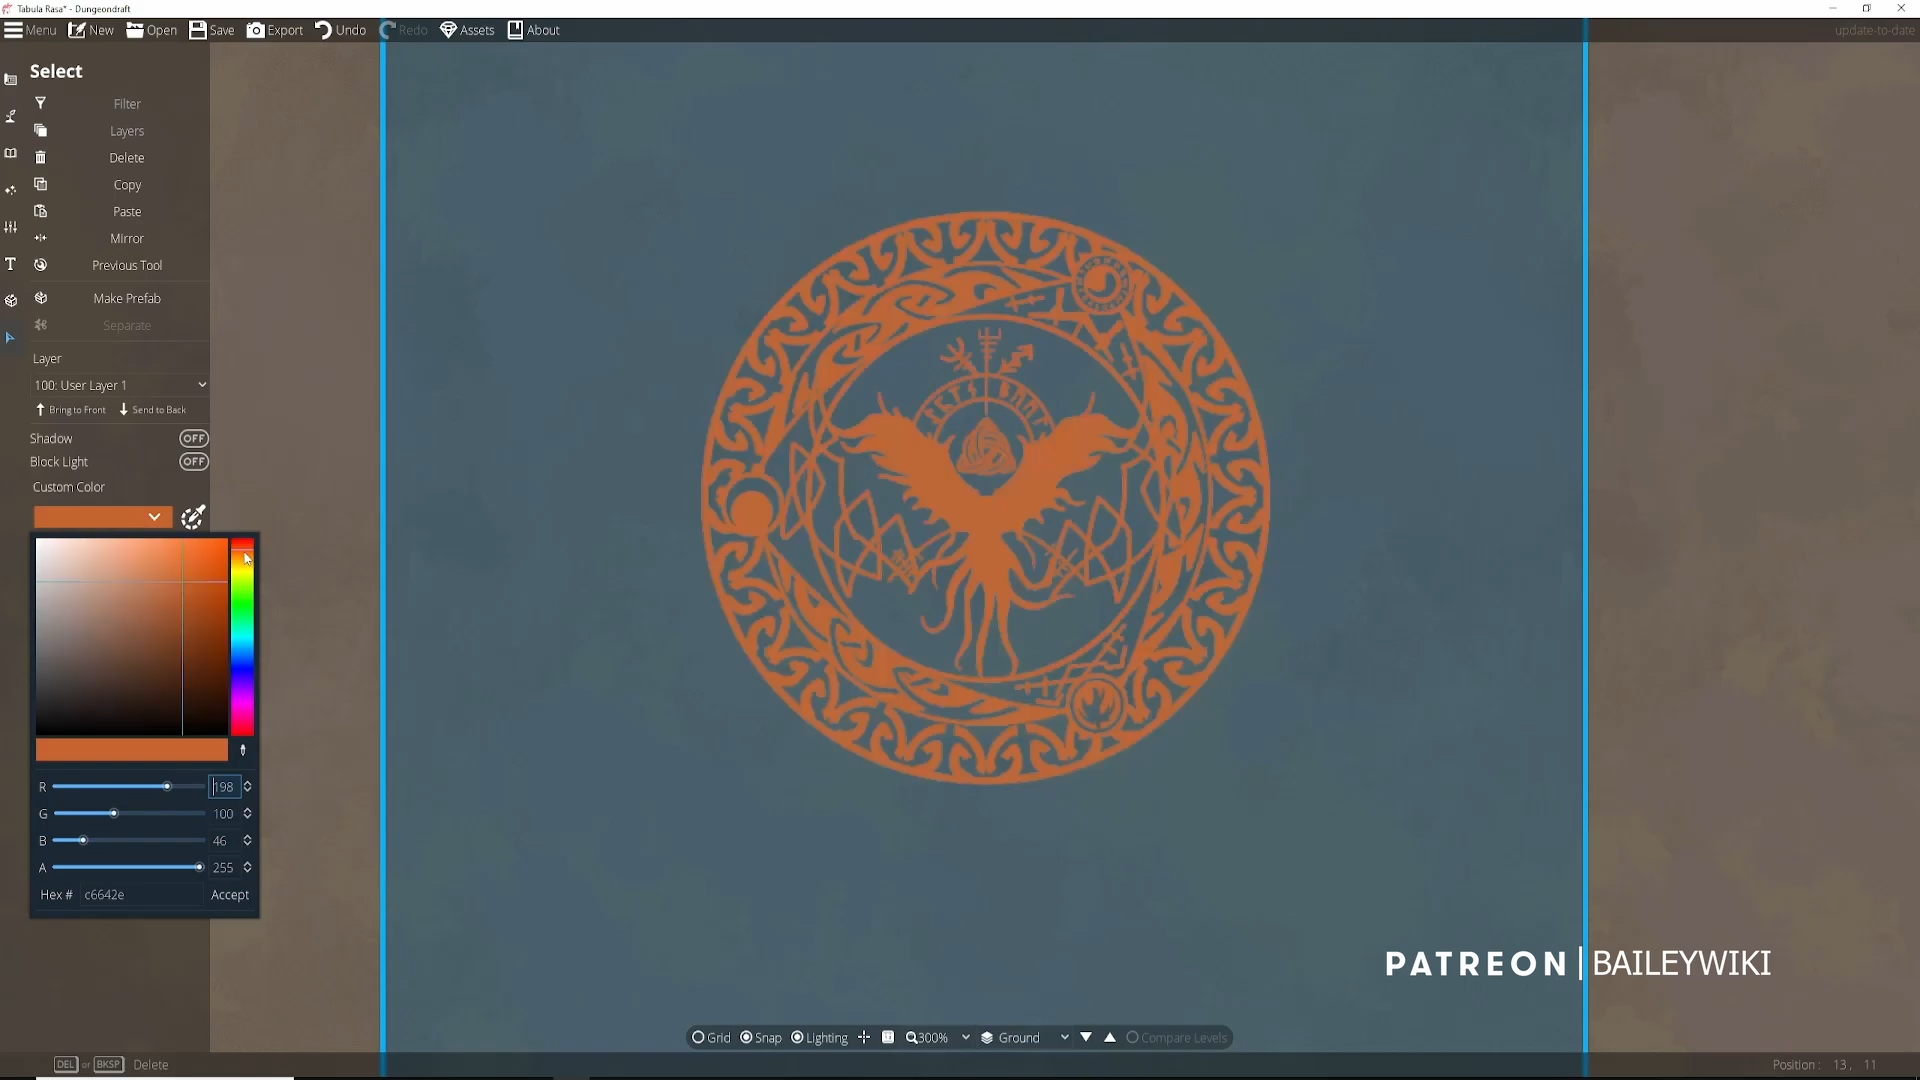 Tabula Rasa* - Dungeondraft
Menu New Open Save Export Undo Redo Assets About update-to-date
Select
Filter
Layers
Delete
Copy
Paste
Mirror
Previous Tool
Make Prefab
Separate
Layer
100: User Layer 1
Bring to Front Send to Back
Shadow OFF
Block Light OFF
Custom Color
R 198
G 100
B 46
A 255
Hex # c6642e Accept
PATREON | BAILEYWIKI
Grid Snap Lighting 300% Ground Compare Levels
DEL or BKSP Delete Position : 13, 11